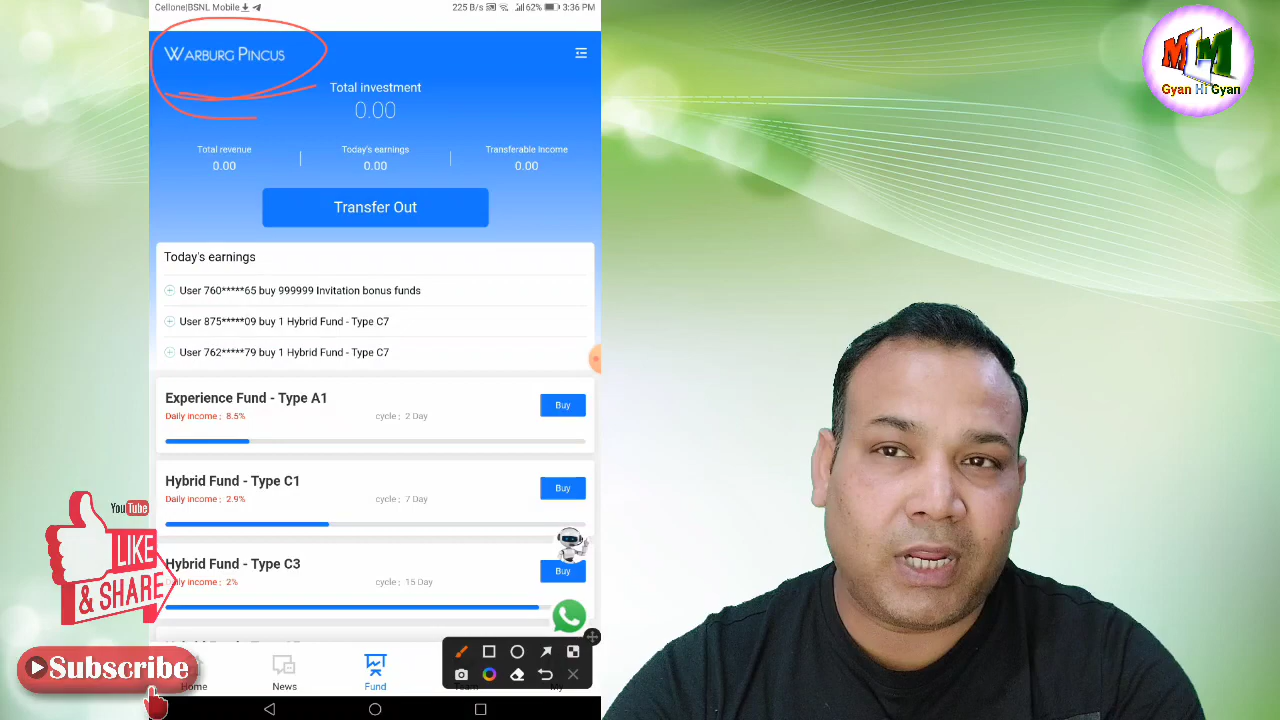 Cellone|BSNL Mobile
225 B/s
62%
3:36 PM
WARBURG PINCUS
Total investment
0.00
Total revenue
Today's earnings
Transferable Income
0.00
0.00
0.00
Transfer Out
Today's earnings
User 760*****65 buy 999999 Invitation bonus funds
User 875*****09 buy 1 Hybrid Fund - Type C7
User 762*****79 buy 1 Hybrid Fund - Type C7
Experience Fund - Type A1
Daily income : 8.5%
cycle : 2 Day
Buy
Hybrid Fund - Type C1
Daily income : 2.9%
cycle : 7 Day
Buy
Hybrid Fund - Type C3
Daily income : 2%
cycle : 15 Day
Buy
Home
News
Fund
Team
My
MM
Gyan Hi Gyan
YouTube
LIKE
& SHARE
Subscribe